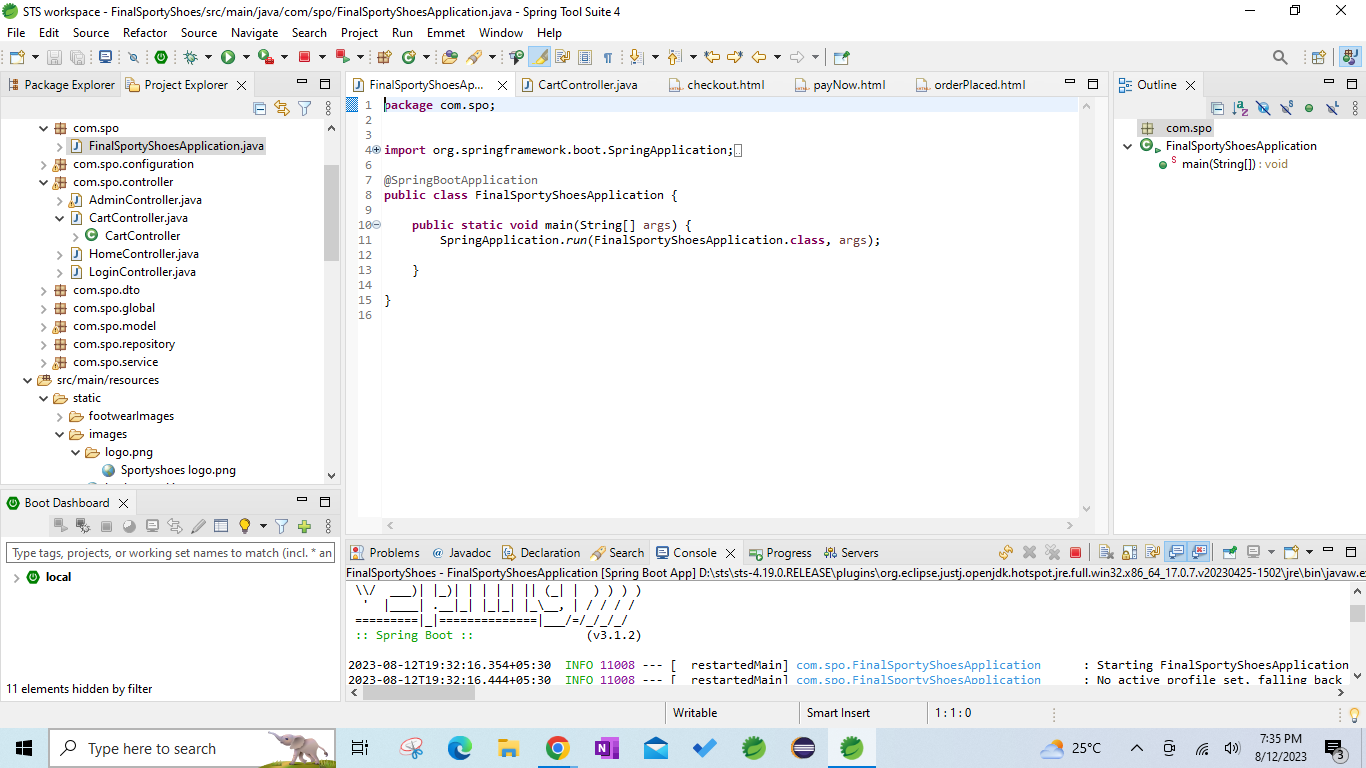 STS workspace - FinalSportyShoes/src/main/java/com/spo/FinalSportyShoesApplication.java - Spring Tool Suite 4
File Edit Source Refactor Source Navigate Search Project Run Emmet Window Help
Package Explorer Project Explorer
com.spo
FinalSportyShoesApplication.java
com.spo.configuration
com.spo.controller
AdminController.java
CartController.java
CartController
HomeController.java
LoginController.java
com.spo.dto
com.spo.global
com.spo.model
com.spo.repository
com.spo.service
src/main/resources
static
footwearImages
images
logo.png
Sportyshoes logo.png
FinalSportyShoesAp... CartController.java checkout.html payNow.html orderPlaced.html
1 package com.spo;
2
3
4 import org.springframework.boot.SpringApplication;
6
7 @SpringBootApplication
8 public class FinalSportyShoesApplication {
9
10 public static void main(String[] args) {
11 SpringApplication.run(FinalSportyShoesApplication.class, args);
12
13 }
14
15 }
16
Outline
com.spo
FinalSportyShoesApplication
main(String[]) : void
Boot Dashboard
Type tags, projects, or working set names to match (incl. * an
local
11 elements hidden by filter
Problems @ Javadoc Declaration Search Console Progress Servers
FinalSportyShoes - FinalSportyShoesApplication [Spring Boot App] D:\sts\sts-4.19.0.RELEASE\plugins\org.eclipse.justj.openjdk.hotspot.jre.full.win32.x86_64_17.0.7.v20230425-1502\jre\bin\javaw.e
\\/ ___)| |_)| | | | | || (_| | ) ) ) )
' |____| .__|_| |_|_| |_\__, | / / / /
=========|_|==============|___/=/_/_/_/
:: Spring Boot :: (v3.1.2)
2023-08-12T19:32:16.354+05:30 INFO 11008 --- [ restartedMain] com.spo.FinalSportyShoesApplication : Starting FinalSportyShoesApplication
2023-08-12T19:32:16.444+05:30 INFO 11008 --- [ restartedMain] com.spo.FinalSportyShoesApplication : No active profile set, falling back
Writable Smart Insert 1 : 1 : 0
Type here to search
25°C
7:35 PM
8/12/2023
3